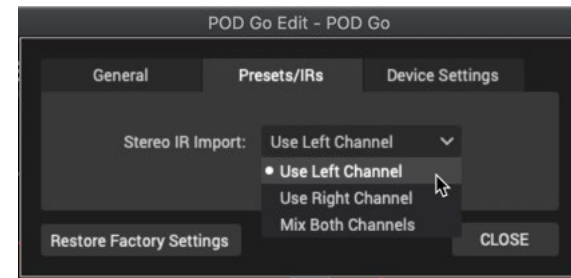 POD Go Edit - POD Go
General Presets/IRs Device Settings
Stereo IR Import: Use Left Channel
Use Left Channel
Use Right Channel
Mix Both Channels
Restore Factory Settings CLOSE